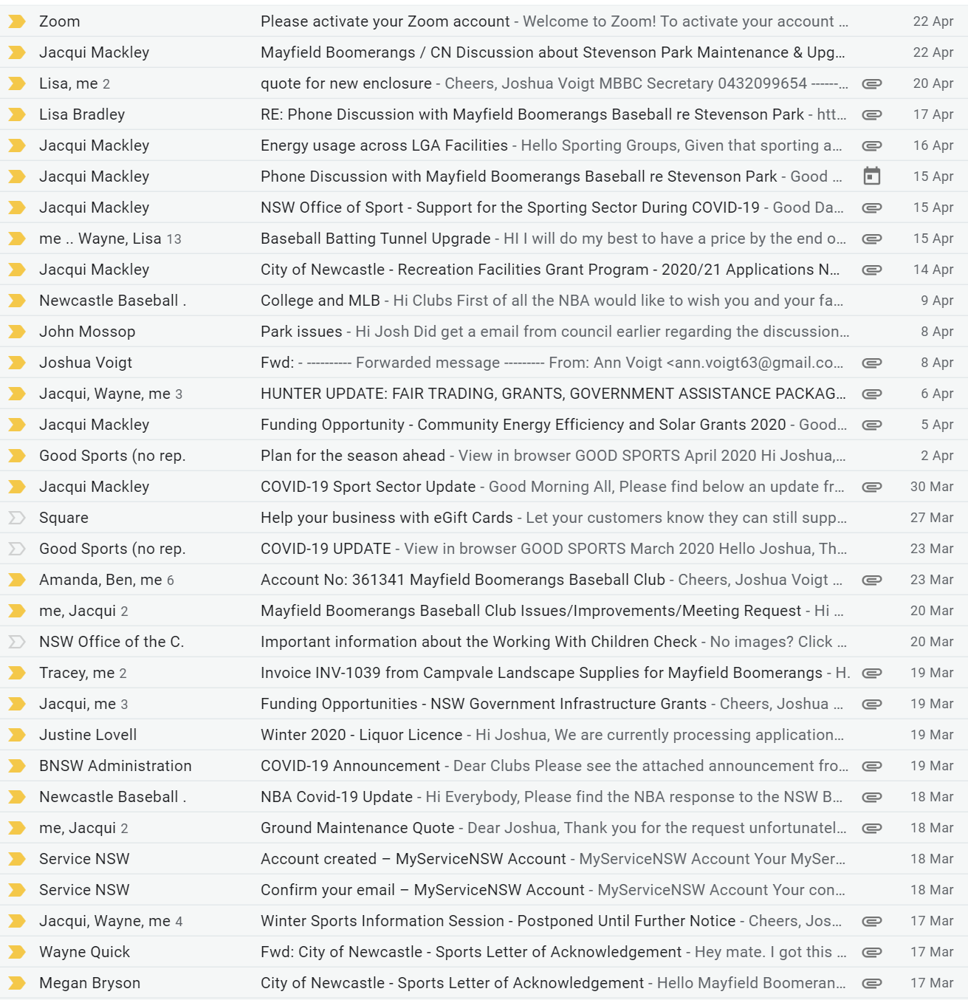 Zoom Please activate your Zoom account - Welcome to Zoom! To activate your account ... 22 Apr
Jacqui Mackley Mayfield Boomerangs / CN Discussion about Stevenson Park Maintenance & Upg... 22 Apr
Lisa, me 2 quote for new enclosure - Cheers, Joshua Voigt MBBC Secretary 0432099654 ------... 20 Apr
Lisa Bradley RE: Phone Discussion with Mayfield Boomerangs Baseball re Stevenson Park - htt... 17 Apr
Jacqui Mackley Energy usage across LGA Facilities - Hello Sporting Groups, Given that sporting a... 16 Apr
Jacqui Mackley Phone Discussion with Mayfield Boomerangs Baseball re Stevenson Park - Good ... 15 Apr
Jacqui Mackley NSW Office of Sport - Support for the Sporting Sector During COVID-19 - Good Da... 15 Apr
me .. Wayne, Lisa 13 Baseball Batting Tunnel Upgrade - HI I will do my best to have a price by the end o... 15 Apr
Jacqui Mackley City of Newcastle - Recreation Facilities Grant Program - 2020/21 Applications N... 14 Apr
Newcastle Baseball . College and MLB - Hi Clubs First of all the NBA would like to wish you and your fa... 9 Apr
John Mossop Park issues - Hi Josh Did get a email from council earlier regarding the discussion... 8 Apr
Joshua Voigt Fwd: - ---------- Forwarded message --------- From: Ann Voigt <ann.voigt63@gmail.co... 8 Apr
Jacqui, Wayne, me 3 HUNTER UPDATE: FAIR TRADING, GRANTS, GOVERNMENT ASSISTANCE PACKAG... 6 Apr
Jacqui Mackley Funding Opportunity - Community Energy Efficiency and Solar Grants 2020 - Good... 5 Apr
Good Sports (no rep. Plan for the season ahead - View in browser GOOD SPORTS April 2020 Hi Joshua,... 2 Apr
Jacqui Mackley COVID-19 Sport Sector Update - Good Morning All, Please find below an update fr... 30 Mar
Square Help your business with eGift Cards - Let your customers know they can still supp... 27 Mar
Good Sports (no rep. COVID-19 UPDATE - View in browser GOOD SPORTS March 2020 Hello Joshua, Th... 23 Mar
Amanda, Ben, me 6 Account No: 361341 Mayfield Boomerangs Baseball Club - Cheers, Joshua Voigt ... 23 Mar
me, Jacqui 2 Mayfield Boomerangs Baseball Club Issues/Improvements/Meeting Request - Hi ... 20 Mar
NSW Office of the C. Important information about the Working With Children Check - No images? Click ... 20 Mar
Tracey, me 2 Invoice INV-1039 from Campvale Landscape Supplies for Mayfield Boomerangs - H. 19 Mar
Jacqui, me 3 Funding Opportunities - NSW Government Infrastructure Grants - Cheers, Joshua ... 19 Mar
Justine Lovell Winter 2020 - Liquor Licence - Hi Joshua, We are currently processing application... 19 Mar
BNSW Administration COVID-19 Announcement - Dear Clubs Please see the attached announcement fro... 19 Mar
Newcastle Baseball . NBA Covid-19 Update - Hi Everybody, Please find the NBA response to the NSW B... 18 Mar
me, Jacqui 2 Ground Maintenance Quote - Dear Joshua, Thank you for the request unfortunatel... 18 Mar
Service NSW Account created – MyServiceNSW Account - MyServiceNSW Account Your MySer... 18 Mar
Service NSW Confirm your email – MyServiceNSW Account - MyServiceNSW Account Your con... 18 Mar
Jacqui, Wayne, me 4 Winter Sports Information Session - Postponed Until Further Notice - Cheers, Jos... 17 Mar
Wayne Quick Fwd: City of Newcastle - Sports Letter of Acknowledgement - Hey mate. I got this ... 17 Mar
Megan Bryson City of Newcastle - Sports Letter of Acknowledgement - Hello Mayfield Boomeran... 17 Mar